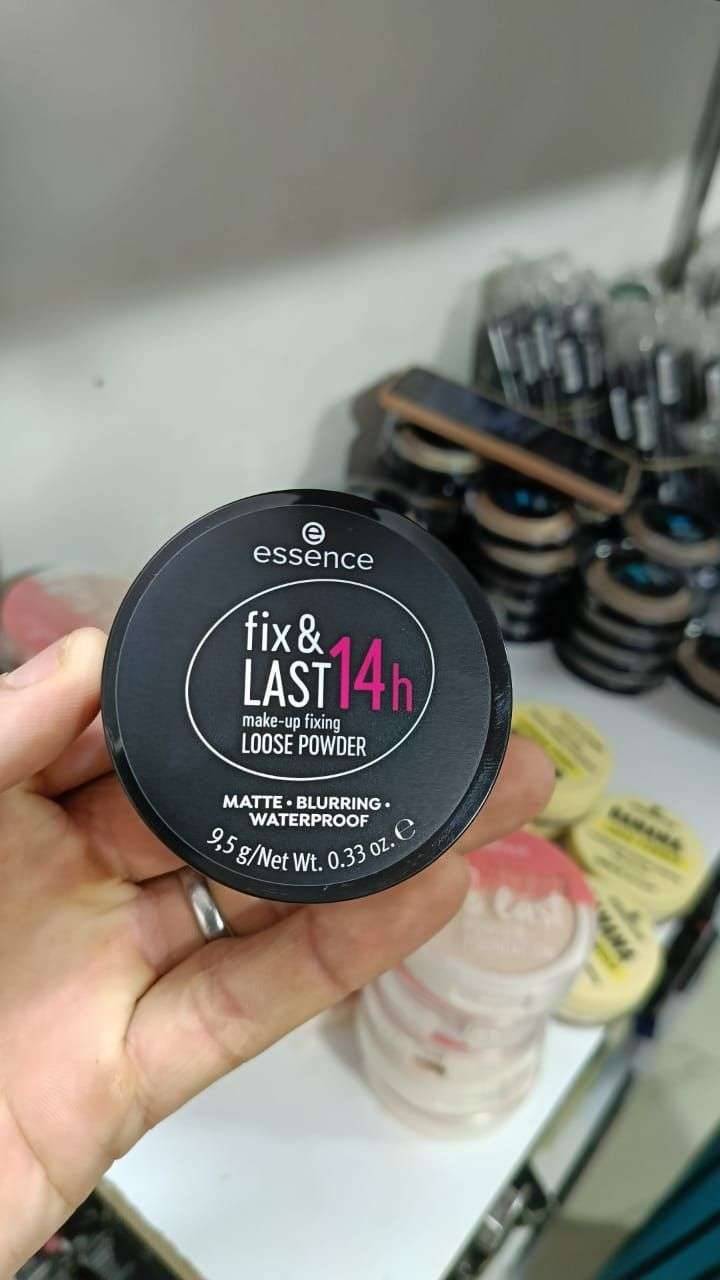 essence
fix &
LAST 14h
make-up fixing
LOOSE POWDER
MATTE • BLURRING •
WATERPROOF
9,5 g/Net Wt. 0.33 oz. ℮
BANANA